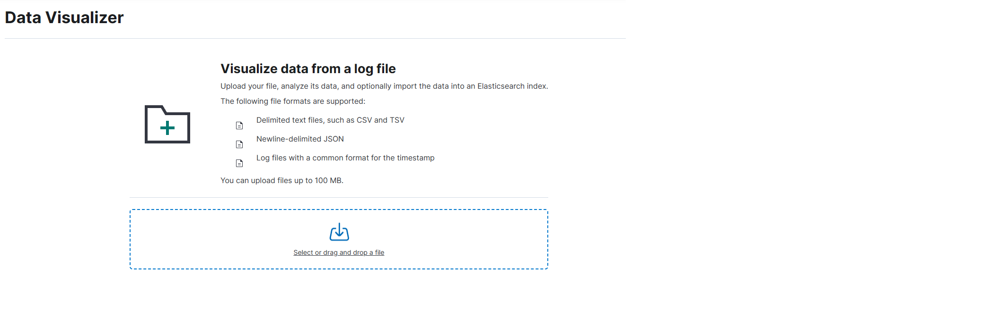 Data Visualizer
Visualize data from a log file
Upload your file, analyze its data, and optionally import the data into an Elasticsearch index.
The following file formats are supported:
Delimited text files, such as CSV and TSV
Newline-delimited JSON
Log files with a common format for the timestamp
You can upload files up to 100 MB.
Select or drag and drop a file